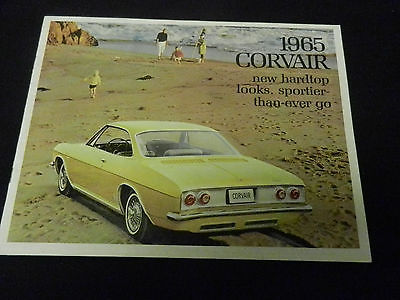 1965
CORVAIR
new hardtop
looks, sportier-
than-ever go
CORVAIR